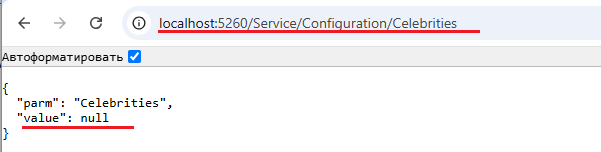 localhost:5260/Service/Configuration/Celebrities
Автоформатировать
{
  "parm": "Celebrities",
  "value": null
}